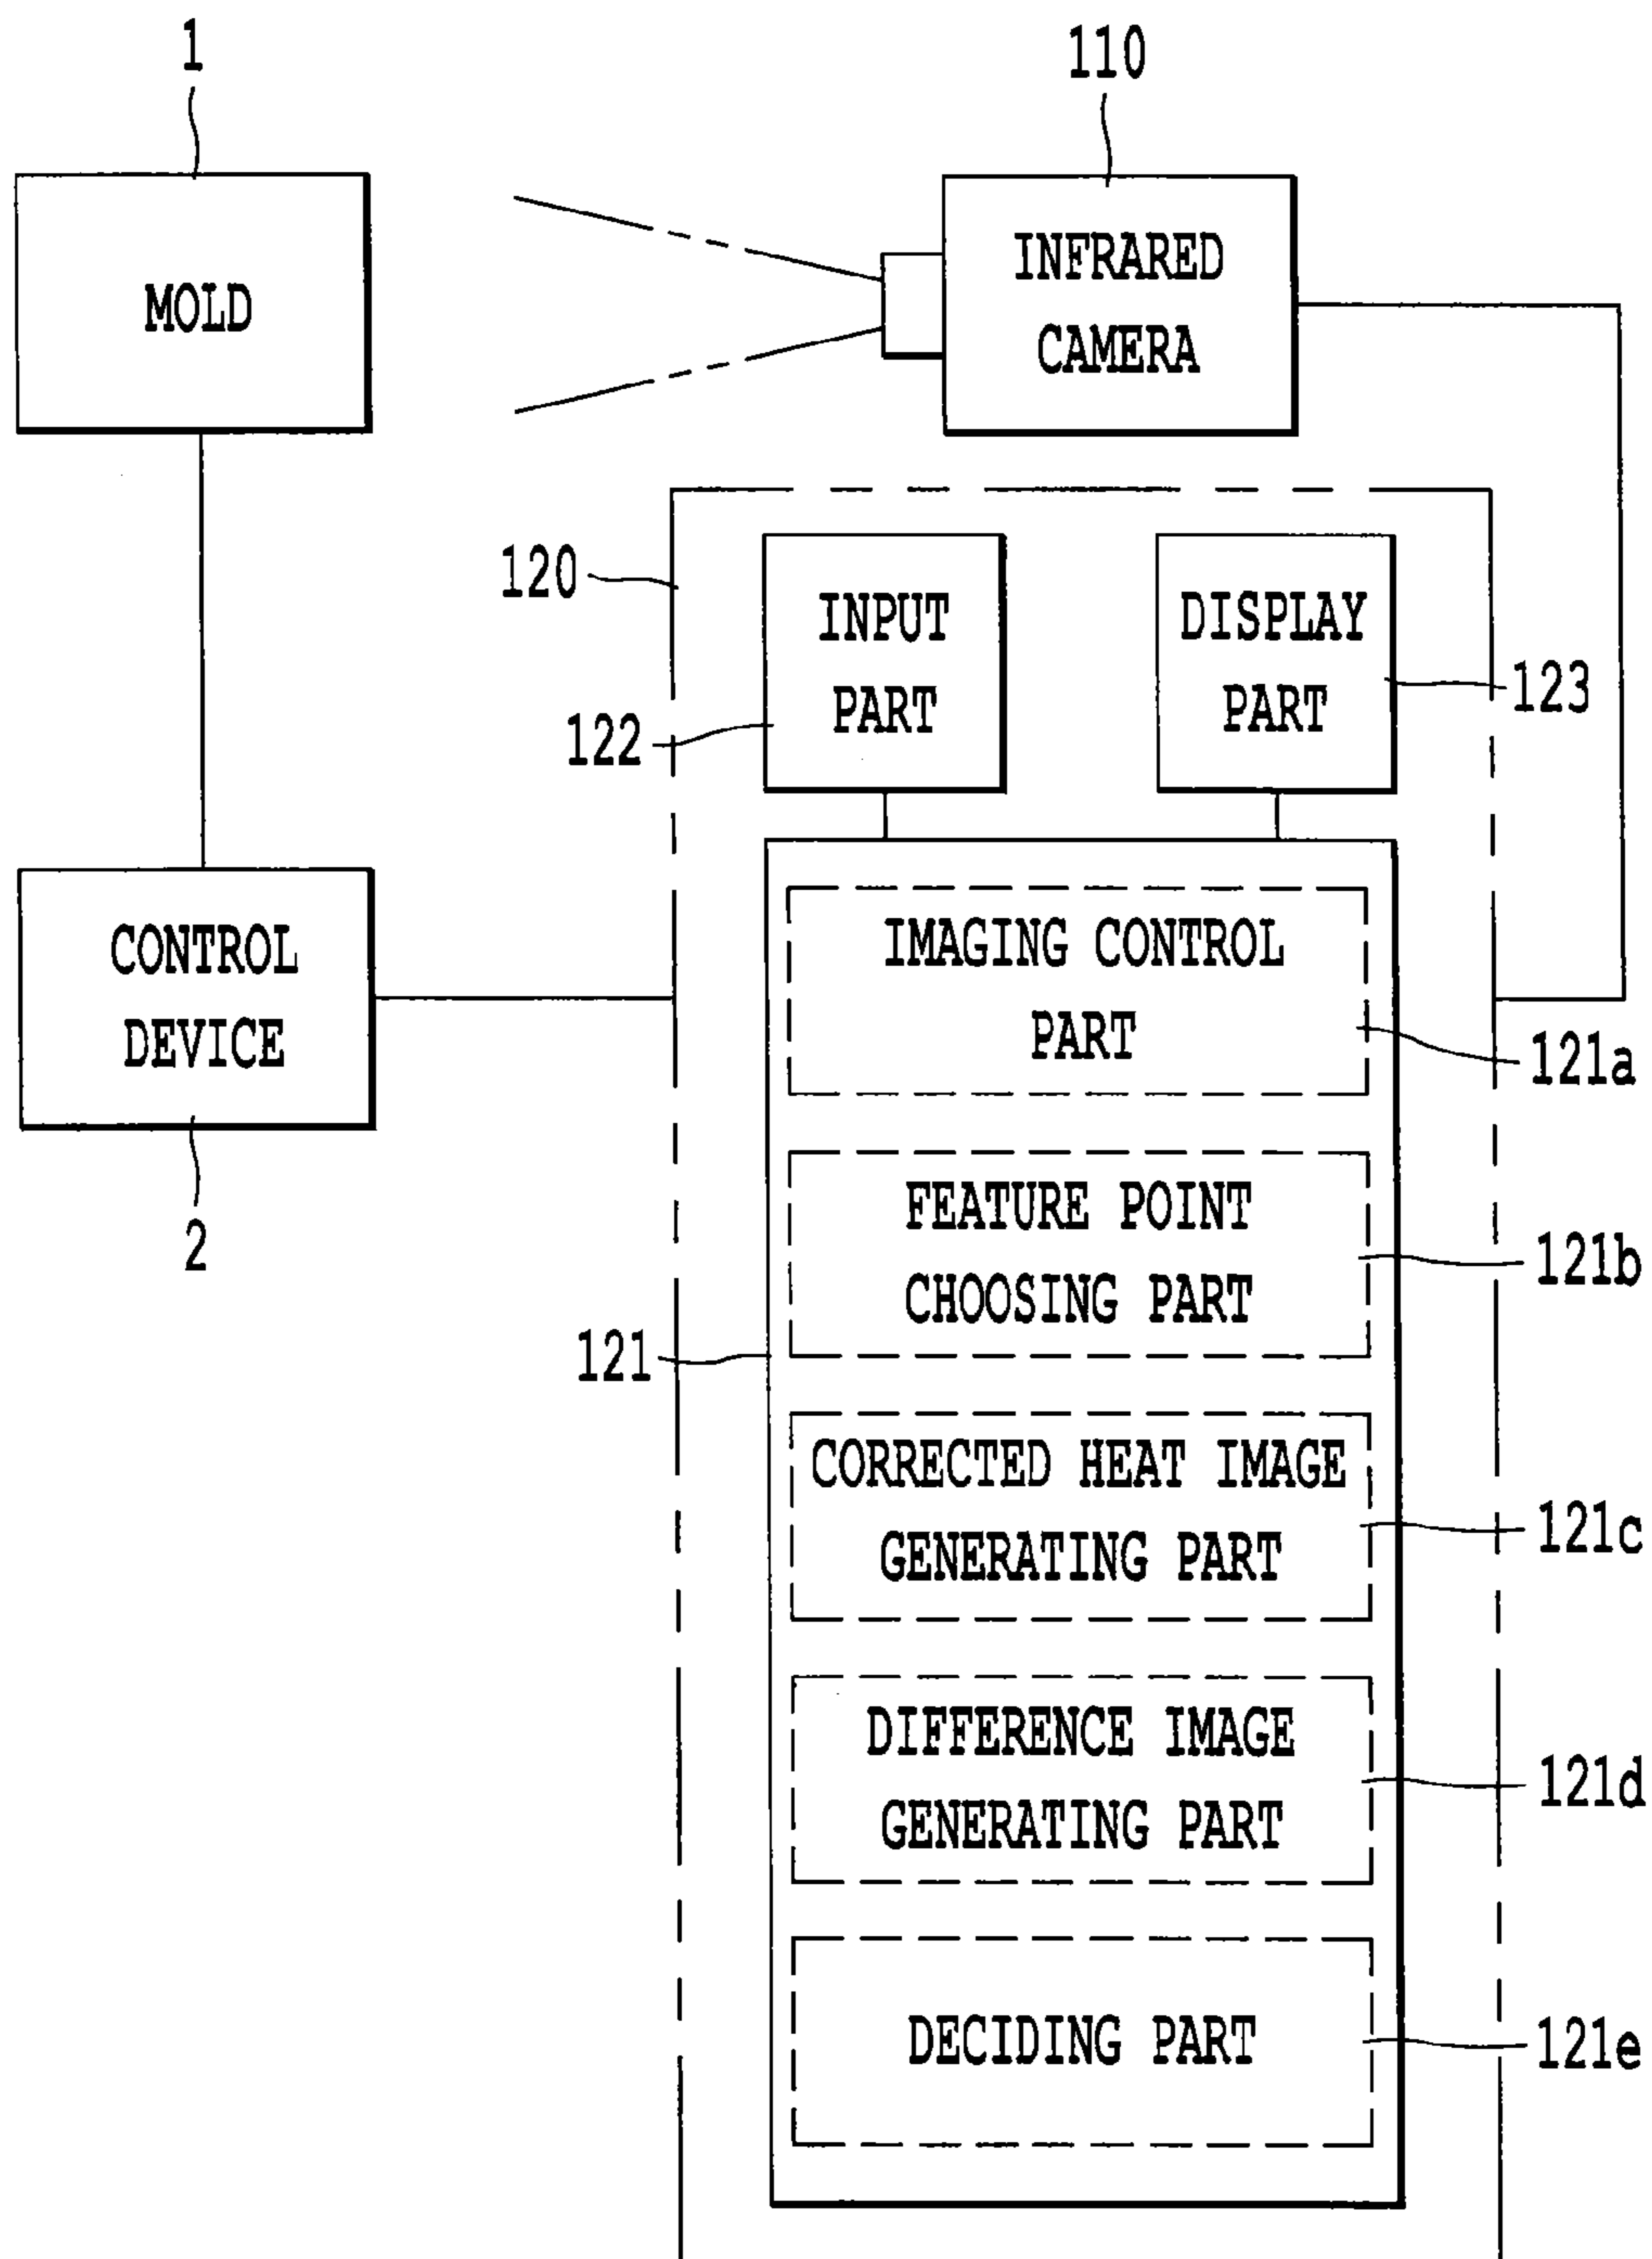 1
110
MOLD
INFRARED
CAMERA
120
INPUT
PART
122
DISPLAY
PART
123
CONTROL
DEVICE
2
121
IMAGING CONTROL
PART
121a
FEATURE POINT
CHOOSING PART
121b
CORRECTED HEAT IMAGE
GENERATING PART
121c
DIFFERENCE IMAGE
GENERATING PART
121d
DECIDING PART
121e